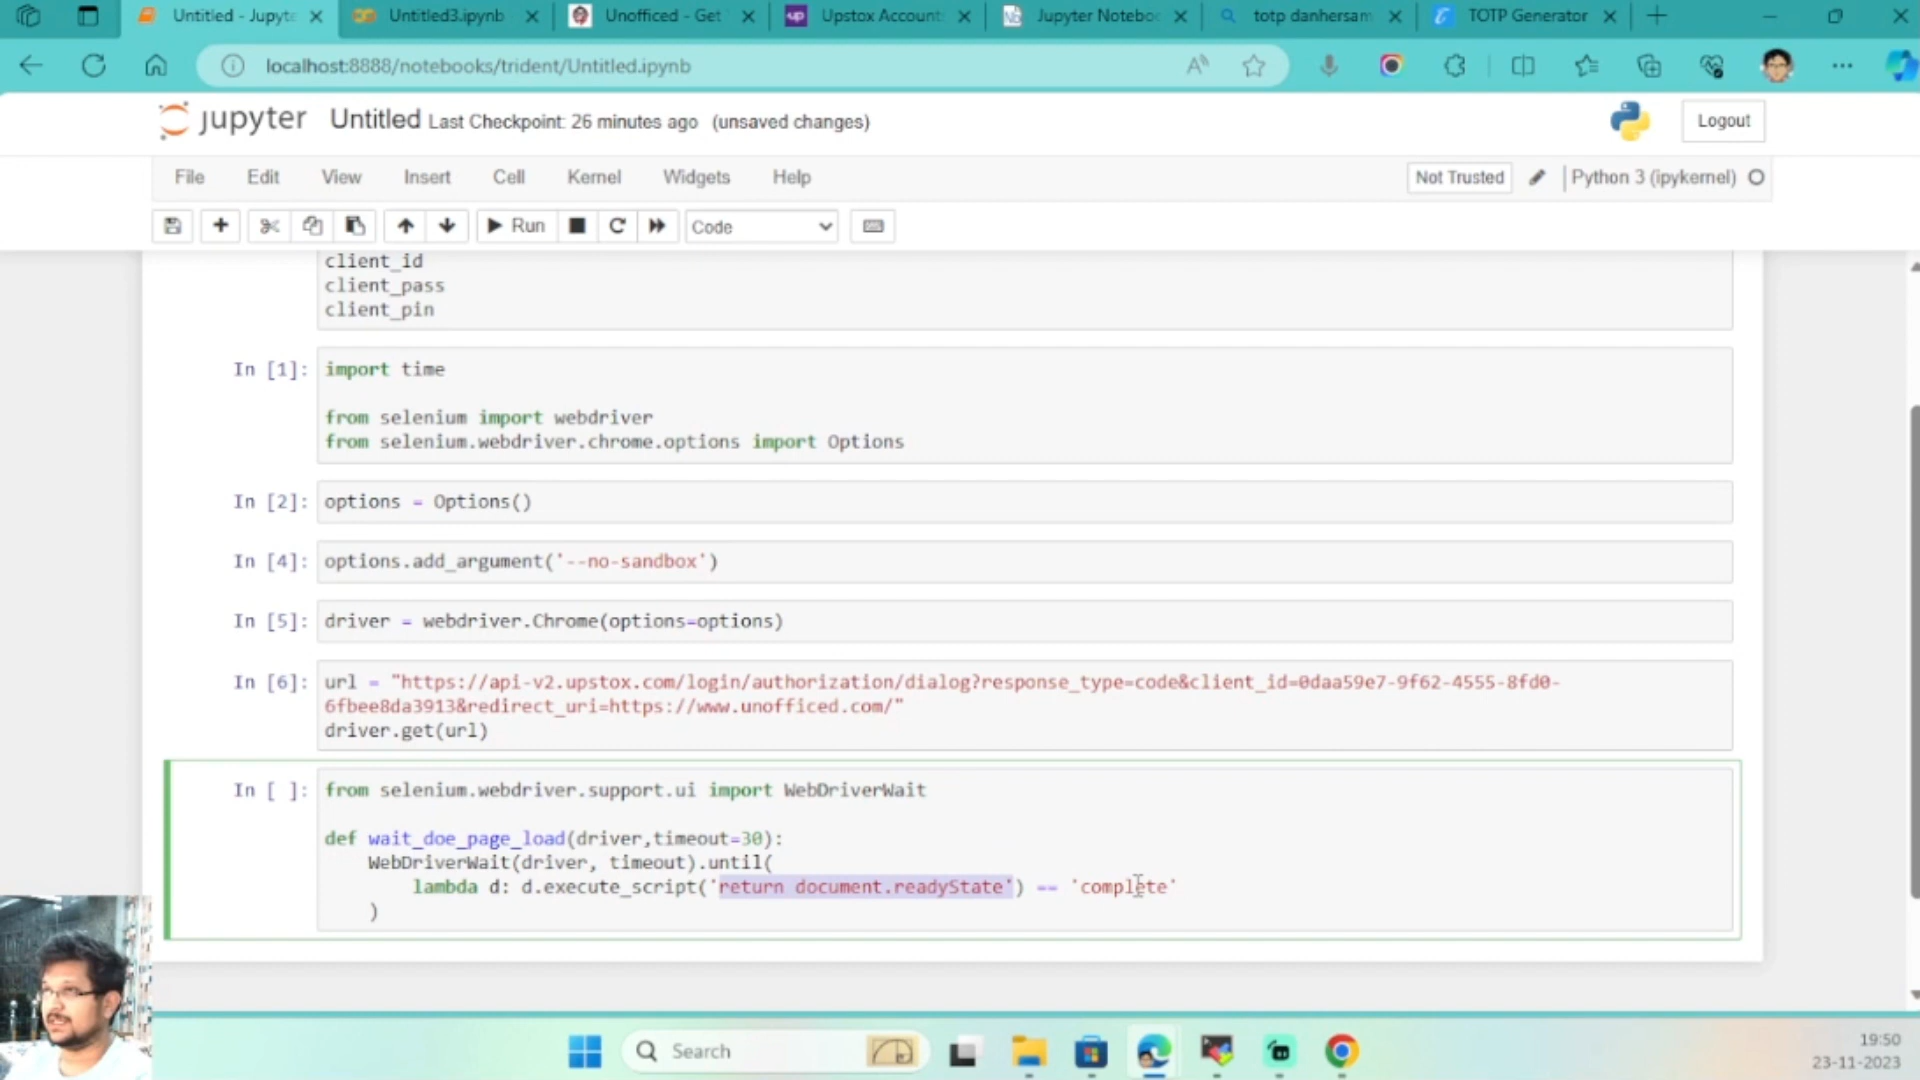 Untitled - Jupyte
Untitled3.ipynb
Unofficed - Get
Upstox Account
Jupyter Noteboo
totp danhersam
TOTP Generator
localhost:8888/notebooks/trident/Untitled.ipynb
jupyter Untitled Last Checkpoint: 26 minutes ago (unsaved changes)
Logout
File Edit View Insert Cell Kernel Widgets Help
Not Trusted
Python 3 (ipykernel)
Run
Code
client_id
client_pass
client_pin
In [1]: import time
from selenium import webdriver
from selenium.webdriver.chrome.options import Options
In [2]: options = Options()
In [4]: options.add_argument('--no-sandbox')
In [5]: driver = webdriver.Chrome(options=options)
In [6]: url = "https://api-v2.upstox.com/login/authorization/dialog?response_type=code&client_id=0daa59e7-9f62-4555-8fd0-
6fbee8da3913&redirect_uri=https://www.unofficed.com/"
driver.get(url)
In [ ]: from selenium.webdriver.support.ui import WebDriverWait
def wait_doe_page_load(driver,timeout=30):
WebDriverWait(driver, timeout).until(
lambda d: d.execute_script('return document.readyState') == 'complete'
)
Search
19:50
23-11-2023